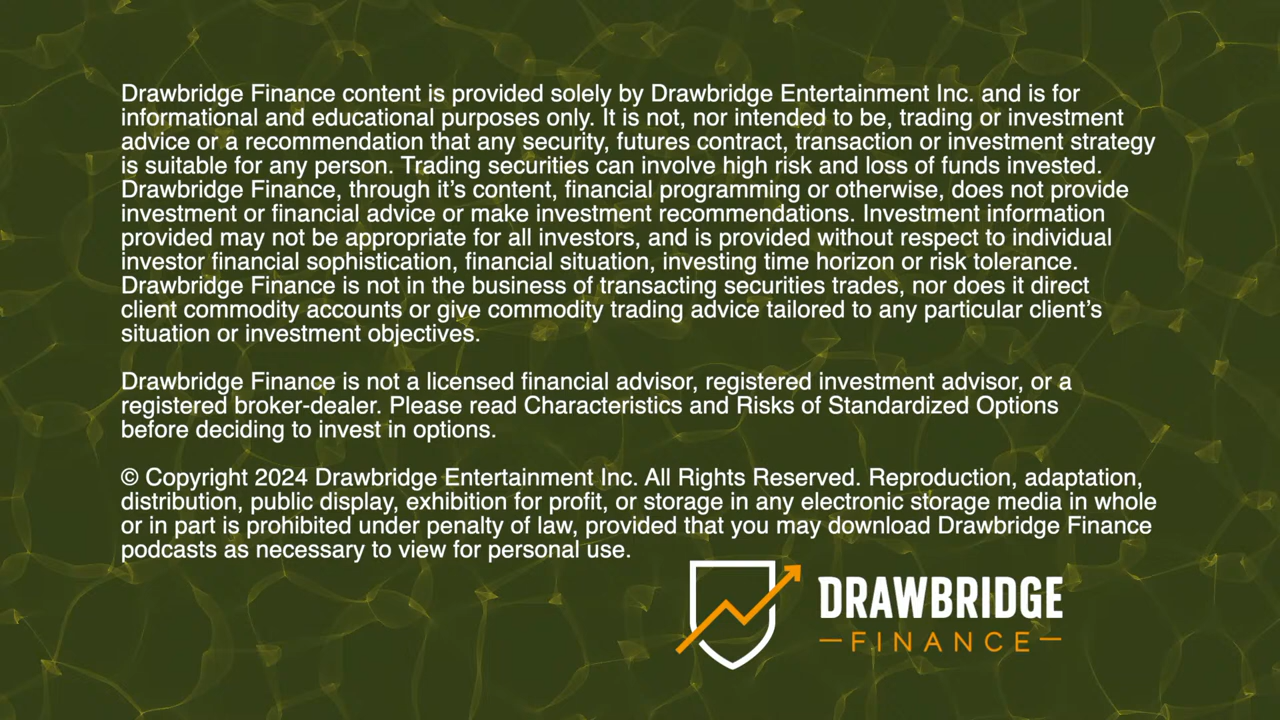 Drawbridge Finance content is provided solely by Drawbridge Entertainment Inc. and is for
informational and educational purposes only. It is not, nor intended to be, trading or investment
advice or a recommendation that any security, futures contract, transaction or investment strategy
is suitable for any person. Trading securities can involve high risk and loss of funds invested.
Drawbridge Finance, through it’s content, financial programming or otherwise, does not provide
investment or financial advice or make investment recommendations. Investment information
provided may not be appropriate for all investors, and is provided without respect to individual
investor financial sophistication, financial situation, investing time horizon or risk tolerance.
Drawbridge Finance is not in the business of transacting securities trades, nor does it direct
client commodity accounts or give commodity trading advice tailored to any particular client’s
situation or investment objectives.
Drawbridge Finance is not a licensed financial advisor, registered investment advisor, or a
registered broker-dealer. Please read Characteristics and Risks of Standardized Options
before deciding to invest in options.
© Copyright 2024 Drawbridge Entertainment Inc. All Rights Reserved. Reproduction, adaptation,
distribution, public display, exhibition for profit, or storage in any electronic storage media in whole
or in part is prohibited under penalty of law, provided that you may download Drawbridge Finance
podcasts as necessary to view for personal use.
DRAWBRIDGE
FINANCE